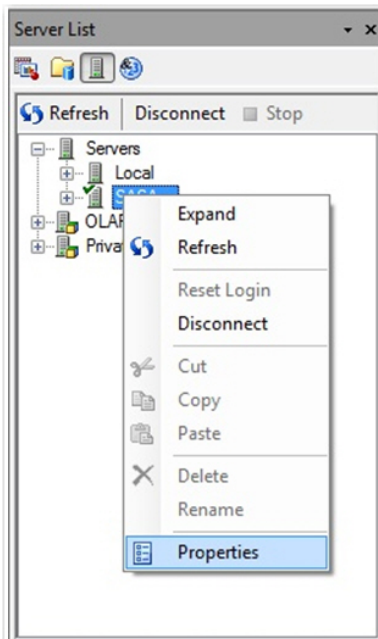 Server List
Refresh Disconnect Stop
Servers
Local
Expand
Refresh
Reset Login
Disconnect
Cut
Copy
Paste
Delete
Rename
Properties